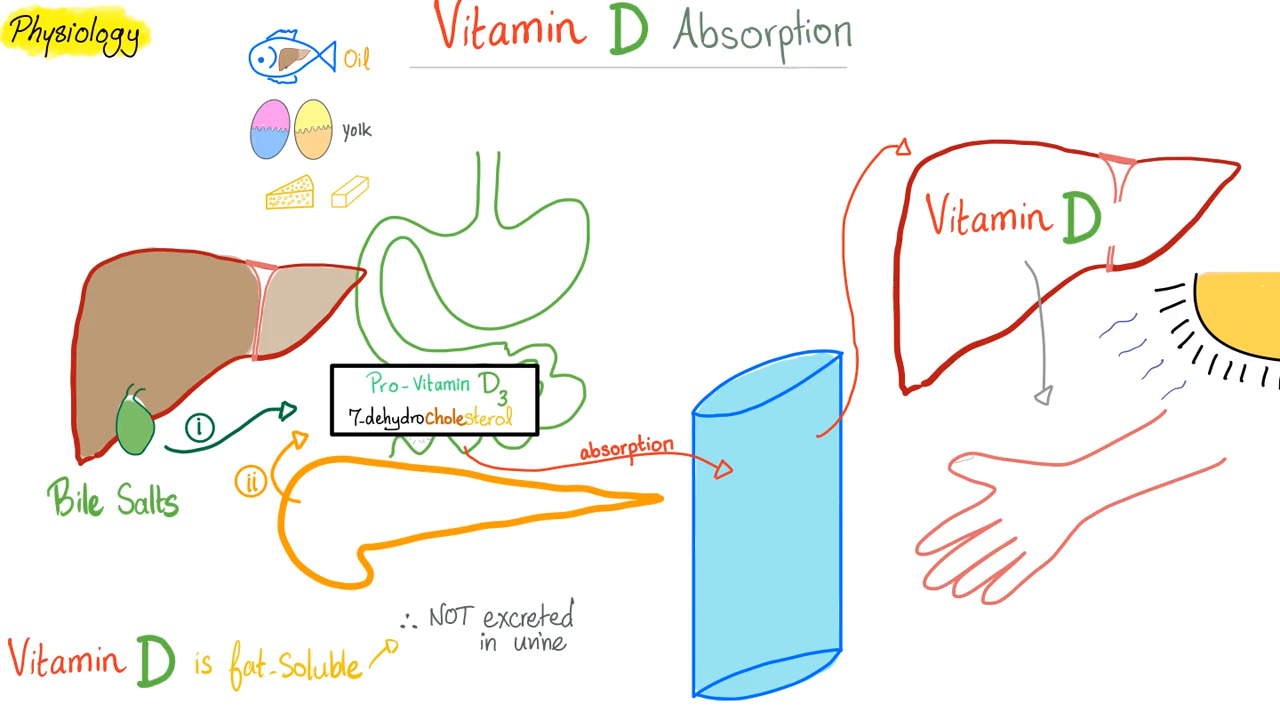 Physiology
Vitamin D Absorption
Oil
yolk
Vitamin D
Pro-Vitamin D3
7-dehydroCholesterol
i
absorption
ii
Bile Salts
∴ NOT excreted
in urine
Vitamin D is fat-Soluble